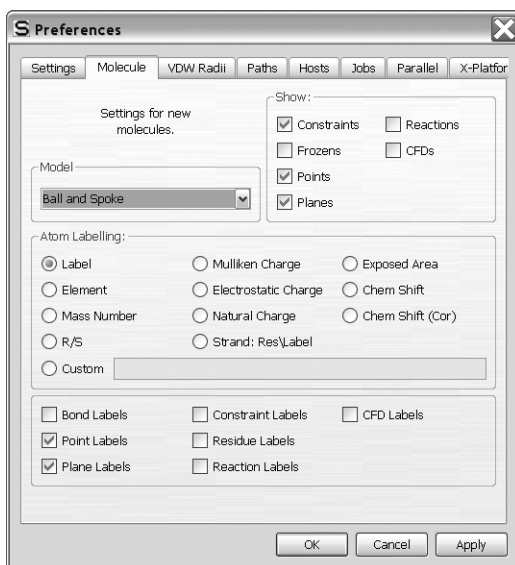 S Preferences
Settings Molecule VDW Radii Paths Hosts Jobs Parallel X-Platfor
Settings for new
molecules.
Show:
Constraints Reactions
Frozens CFDs
Points
Planes
Model
Ball and Spoke
Atom Labelling:
Label Mulliken Charge Exposed Area
Element Electrostatic Charge Chem Shift
Mass Number Natural Charge Chem Shift (Cor)
R/S Strand: Res\Label
Custom
Bond Labels Constraint Labels CFD Labels
Point Labels Residue Labels
Plane Labels Reaction Labels
OK Cancel Apply